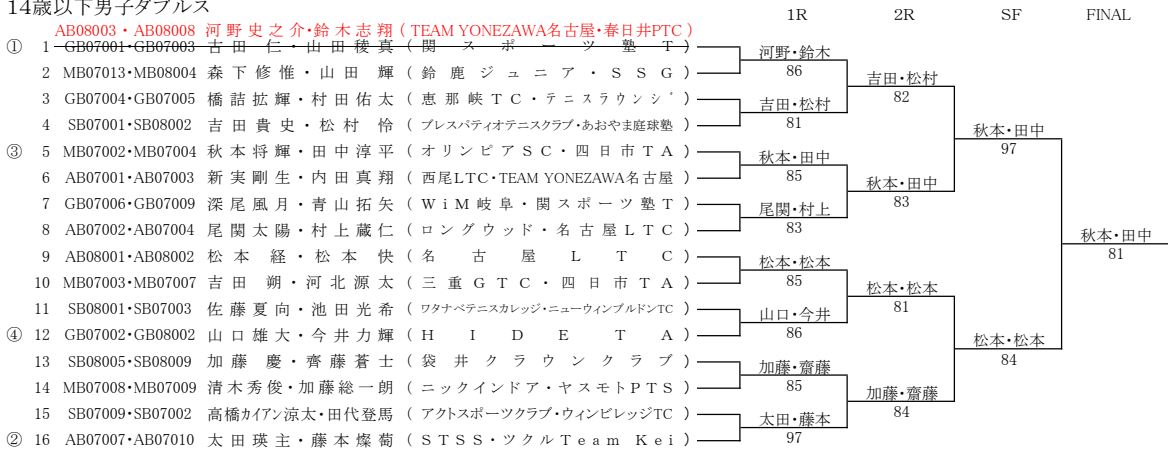 14歳以下男子ダブルス
1R 2R SF FINAL
AB08003・AB08008 河野史之介・鈴木志翔(TEAM YONEZAWA名古屋・春日井PTC)
① 1 GB07001・GB07003 古田 仁・山田稜真(関スポーツ塾T)
2 MB07013・MB08004 森下修惟・山田 輝(鈴鹿ジュニア・SSG)
3 GB07004・GB07005 橋詰拡輝・村田佑太(恵那峡TC・テニスラウンジ)
4 SB07001・SB08002 吉田貴史・松村 怜(ブレスパティオテニスクラブ・あおやま庭球塾)
③ 5 MB07002・MB07004 秋本将輝・田中淳平(オリンピアSC・四日市TA)
6 AB07001・AB07003 新実剛生・内田真翔(西尾LTC・TEAM YONEZAWA名古屋)
7 GB07006・GB07009 深尾風月・青山拓矢(WiM岐阜・関スポーツ塾T)
8 AB07002・AB07004 尾関太陽・村上蔵仁(ロングウッド・名古屋LTC)
9 AB08001・AB08002 松本 経・松本 快(名古屋LTC)
10 MB07003・MB07007 吉田 朔・河北源太(三重GTC・四日市TA)
11 SB08001・SB07003 佐藤夏向・池田光希(ワタナベテニスカレッジ・ニューウィンブルドンTC)
④ 12 GB07002・GB08002 山口雄大・今井力輝(HIDETA)
13 SB08005・SB08009 加藤 慶・齊藤蒼士(袋井クラウンクラブ)
14 MB07008・MB07009 清木秀俊・加藤総一朗(ニックインドア・ヤスモトPTS)
15 SB07009・SB07002 高橋カイアン涼太・田代登馬(アクトスポーツクラブ・ウィンビレッジTC)
② 16 AB07007・AB07010 太田瑛主・藤本燦菊(STSS・ツクルTeam Kei)
河野・鈴木
86
吉田・松村
81
秋本・田中
85
尾関・村上
83
松本・松本
85
山口・今井
86
加藤・齋藤
85
太田・藤本
97
吉田・松村
82
秋本・田中
83
松本・松本
81
加藤・齋藤
84
秋本・田中
97
松本・松本
84
秋本・田中
81